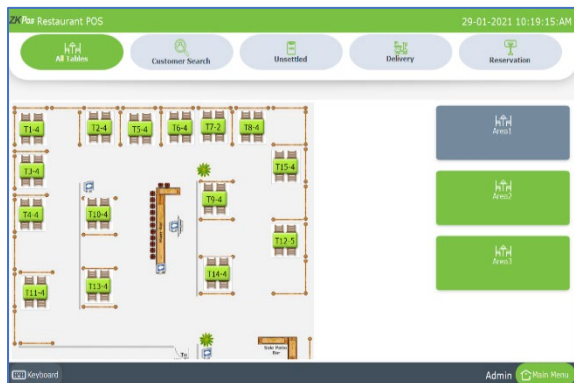 ZKPos Restaurant POS
29-01-2021 10:19:15:AM
All Tables
Customer Search
Unsettled
Delivery
Reservation
T1-4
T2-4
T5-4
T6-4
T7-2
T8-4
T3-4
T15-4
T4-4
T10-4
T9-4
T12-5
T11-4
T13-4
T14-4
Area1
Area2
Area3
Bar
Keyboard
Admin
Main Menu